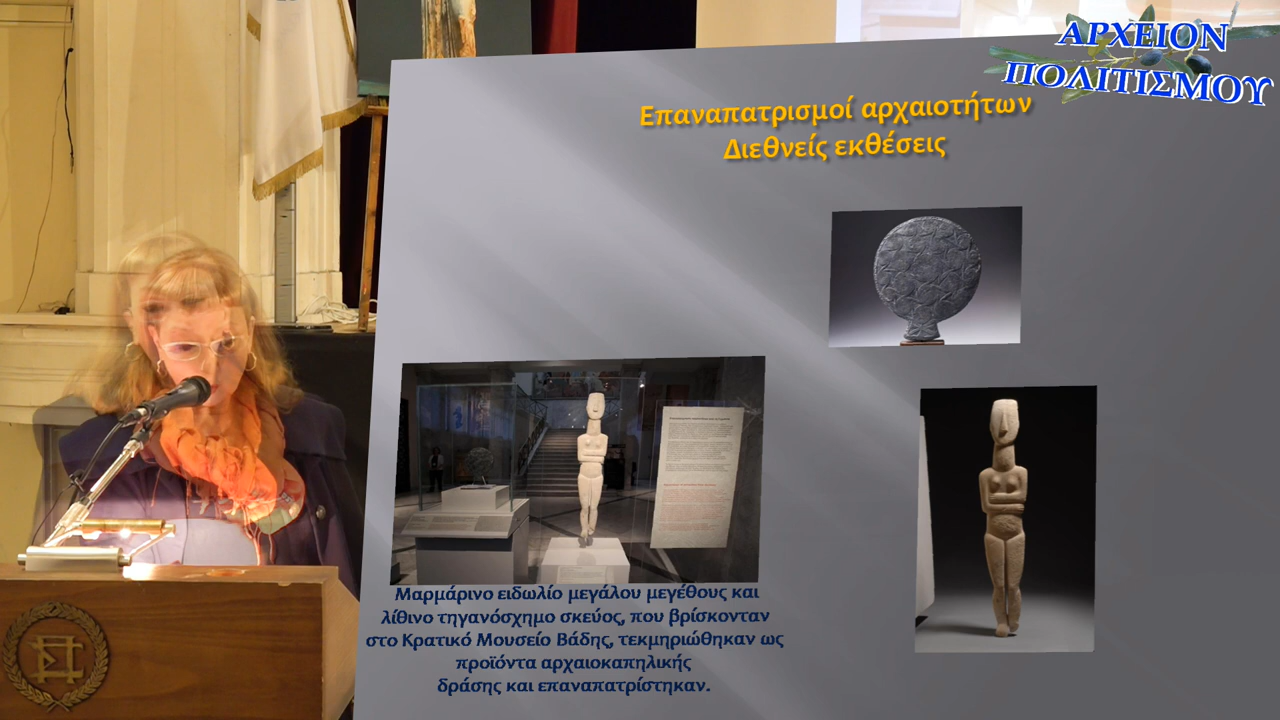 ΑΡΧΕΙΟΝ
ΠΟΛΙΤΙΣΜΟΥ
Επαναπατρισμοί αρχαιοτήτων
Διεθνείς εκθέσεις
Μαρμάρινο ειδωλίο μεγάλου μεγέθους και
λίθινο τηγανόσχημο σκεύος, που βρίσκονταν
στο Κρατικό Μουσείο Βάδης, τεκμηριώθηκαν ως
προϊόντα αρχαιοκαπηλικής
δράσης και επαναπατρίστηκαν.